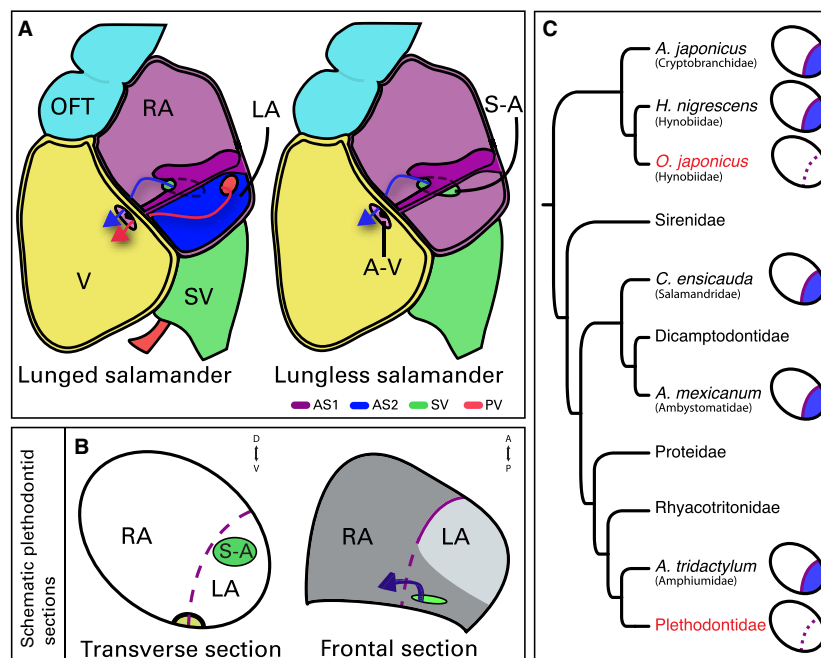 A
OFT
RA
LA
V
SV
Lunged salamander
S-A
A-V
Lungless salamander
AS1 AS2 SV PV
B
Schematic plethodontid
sections
D
V
RA
S-A
LA
Transverse section
A
P
RA
LA
Frontal section
C
A. japonicus
(Cryptobranchidae)
H. nigrescens
(Hynobiidae)
O. japonicus
(Hynobiidae)
Sirenidae
C. ensicauda
(Salamandridae)
Dicamptodontidae
A. mexicanum
(Ambystomatidae)
Proteidae
Rhyacotritonidae
A. tridactylum
(Amphiumidae)
Plethodontidae